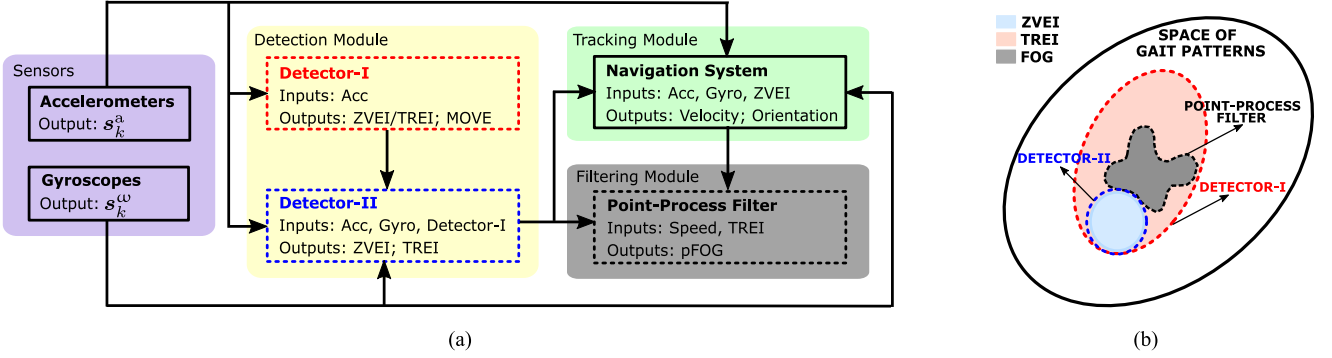 Sensors
Accelerometers
Output: s_k^a
Gyroscopes
Output: s_k^ω
Detection Module
Detector-I
Inputs: Acc
Outputs: ZVEI/TREI; MOVE
Detector-II
Inputs: Acc, Gyro, Detector-I
Outputs: ZVEI; TREI
Tracking Module
Navigation System
Inputs: Acc, Gyro, ZVEI
Outputs: Velocity; Orientation
Filtering Module
Point-Process Filter
Inputs: Speed, TREI
Outputs: pFOG
(a)
ZVEI
TREI
FOG
SPACE OF
GAIT PATTERNS
POINT-PROCESS
FILTER
DETECTOR-II
DETECTOR-I
(b)